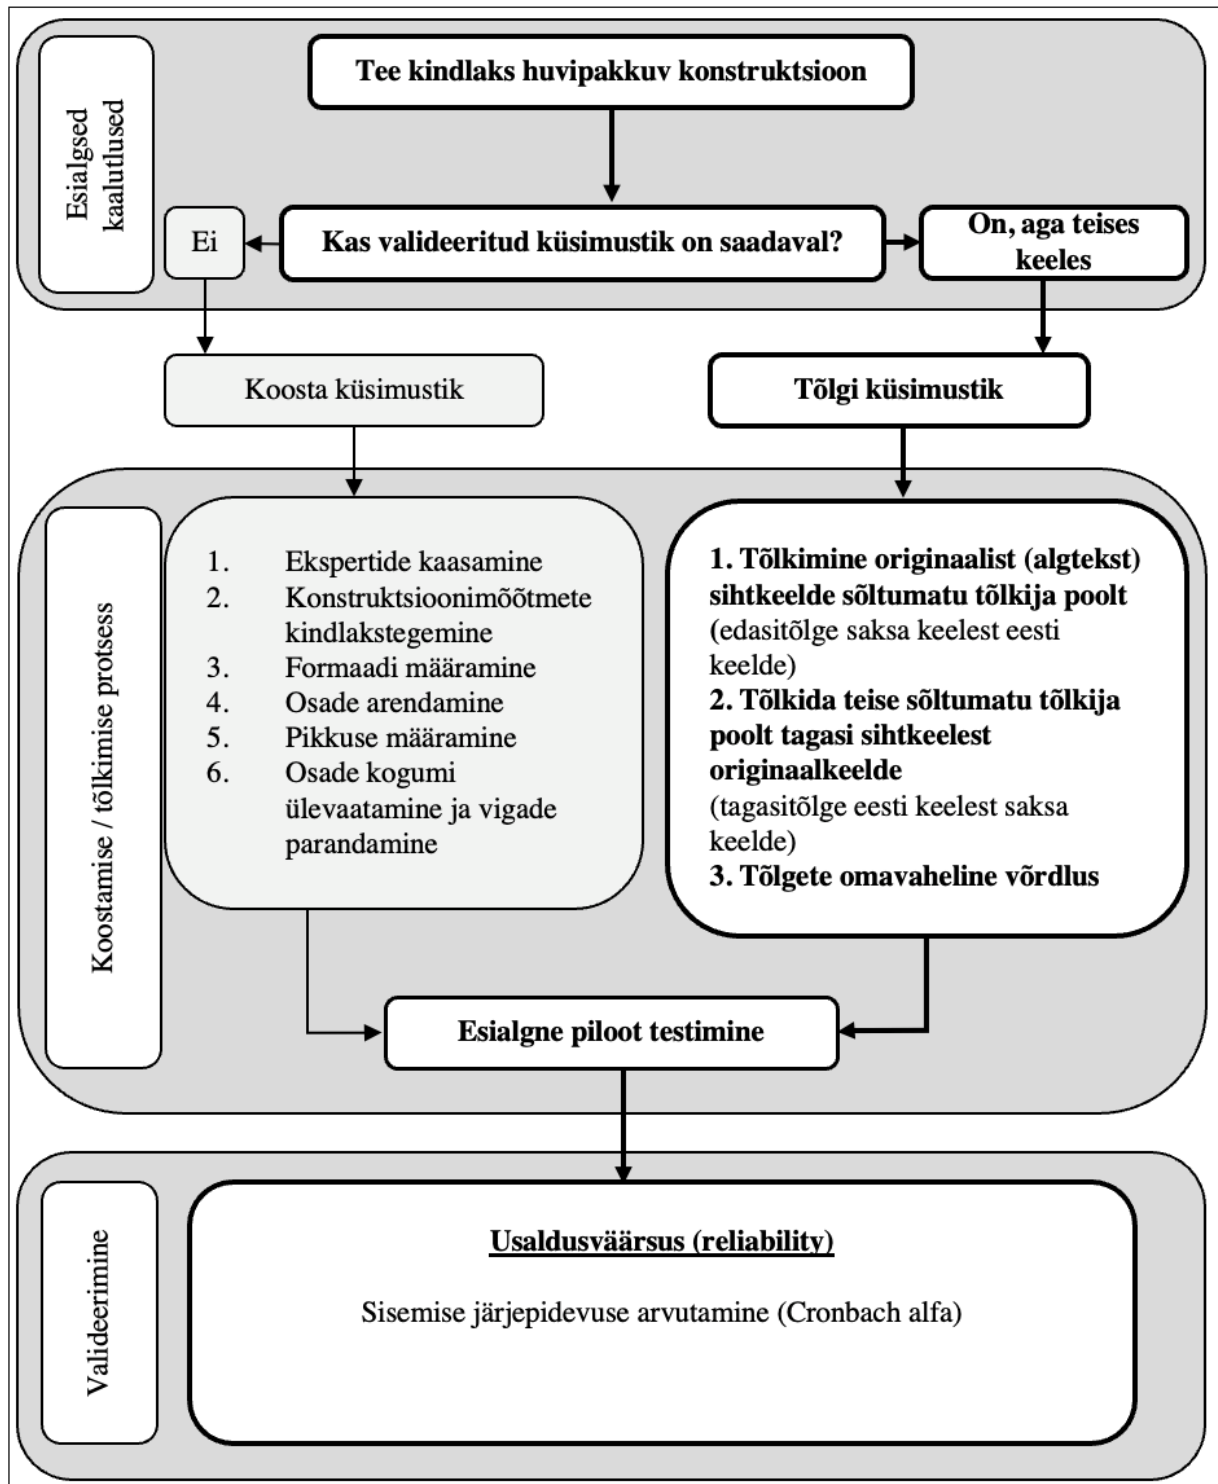 Esialgsed
kaalutlused
Tee kindlaks huvipakkuv konstruktsioon
Ei
Kas valideeritud küsimustik on saadaval?
On, aga teises
keeles
Koosta küsimustik
Tõlgi küsimustik
Koostamise / tõlkimise protsess
1. Ekspertide kaasamine
2. Konstruktsioonimõõtmete
kindlakstegemine
3. Formaadi määramine
4. Osade arendamine
5. Pikkuse määramine
6. Osade kogumi
ülevaatamine ja vigade
parandamine
1. Tõlkimine originaalist (algtekst)
sihtkeelde sõltumatu tõlkija poolt
(edasitõlge saksa keelest eesti
keelde)
2. Tõlkida teise sõltumatu tõlkija
poolt tagasi sihtkeelest
originaalkeelde
(tagasitõlge eesti keelest saksa
keelde)
3. Tõlgete omavaheline võrdlus
Esialgne piloot testimine
Valideerimine
Usaldusväärsus (reliability)
Sisemise järjepidevuse arvutamine (Cronbach alfa)